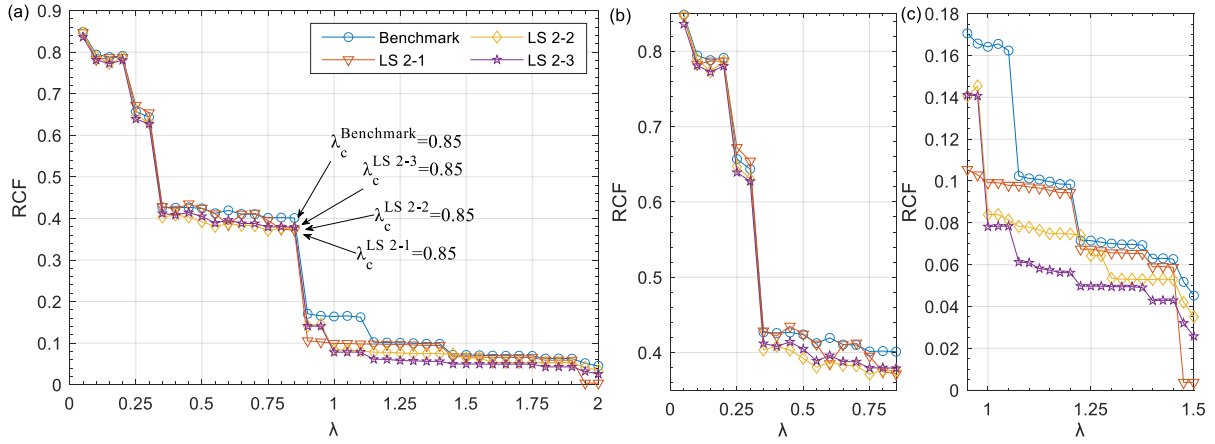 (a)
0.9
0.8
0.7
0.6
0.5
0.4
0.3
0.2
0.1
0
RCF
Benchmark
LS 2-1
LS 2-2
LS 2-3
λc^Benchmark=0.85
λc^LS 2-3=0.85
λc^LS 2-2=0.85
λc^LS 2-1=0.85
0 0.25 0.5 0.75 1 1.25 1.5 1.75 2
λ
(b)
0.8
0.7
0.6
0.5
0.4
RCF
0 0.25 0.5 0.75
λ
(c)
0.18
0.16
0.14
0.12
0.1
0.08
0.06
0.04
0.02
0
RCF
1 1.25 1.5
λ